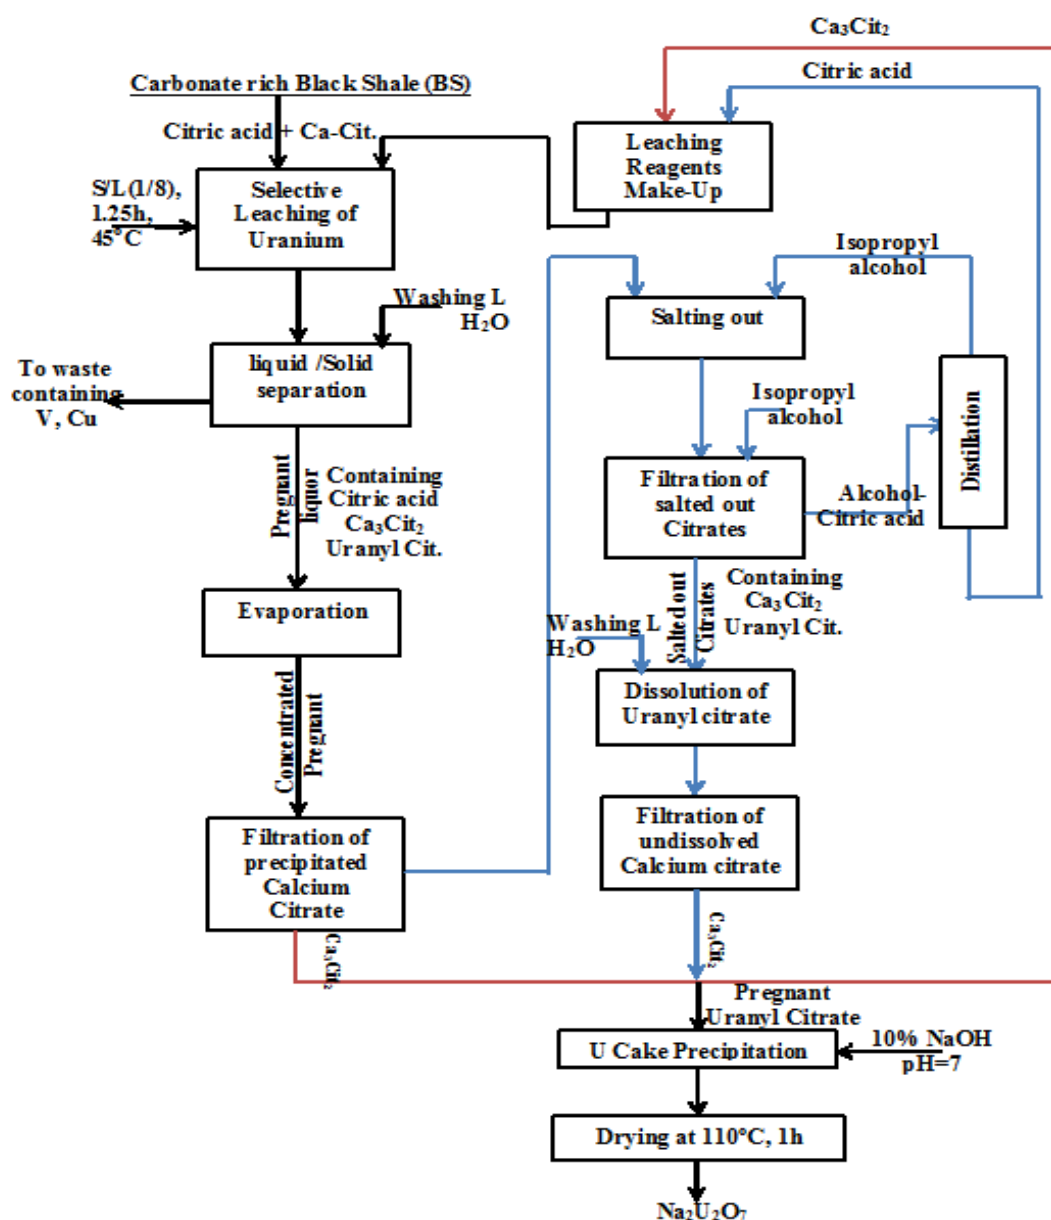 Ca₃Cit₂
Citric acid
Carbonate rich Black Shale (BS)
Citric acid + Ca-Cit.
Leaching
Reagents
Make-Up
S/L(1/8),
1.25h,
45°C
Selective
Leaching of
Uranium
Isopropyl
alcohol
Washing L
H₂O
Salting out
liquid /Solid
separation
To waste
containing
V, Cu
Isopropyl
alcohol
Distillation
Pregnant
liquor
Containing
Citric acid
Ca₃Cit₂
Uranyl Cit.
Filtration of
salted out
Citrates
Alcohol-
Citric acid
Evaporation
Salted out
Citrates
Containing
Ca₃Cit₂
Uranyl Cit.
Washing L
H₂O
Dissolution of
Uranyl citrate
Concentrated
Pregnant
Filtration of
precipitated
Calcium
Citrate
Filtration of
undissolved
Calcium citrate
Ca₃Cit₂
Ca₃Cit₂
Pregnant
Uranyl Citrate
U Cake Precipitation
10% NaOH
pH=7
Drying at 110°C, 1h
Na₂U₂O₇